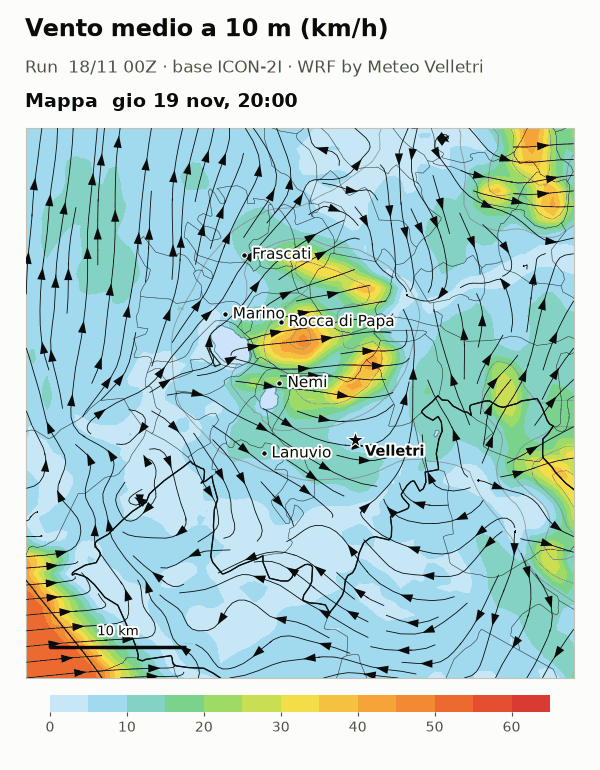 Vento medio a 10 m (km/h)
Run  18/11 00Z · base ICON-2I · WRF by Meteo Velletri
Mappa  gio 19 nov, 20:00
Frascati
Marino
Rocca di Papa
Nemi
Velletri
Lanuvio
10 km
0 10 20 30 40 50 60